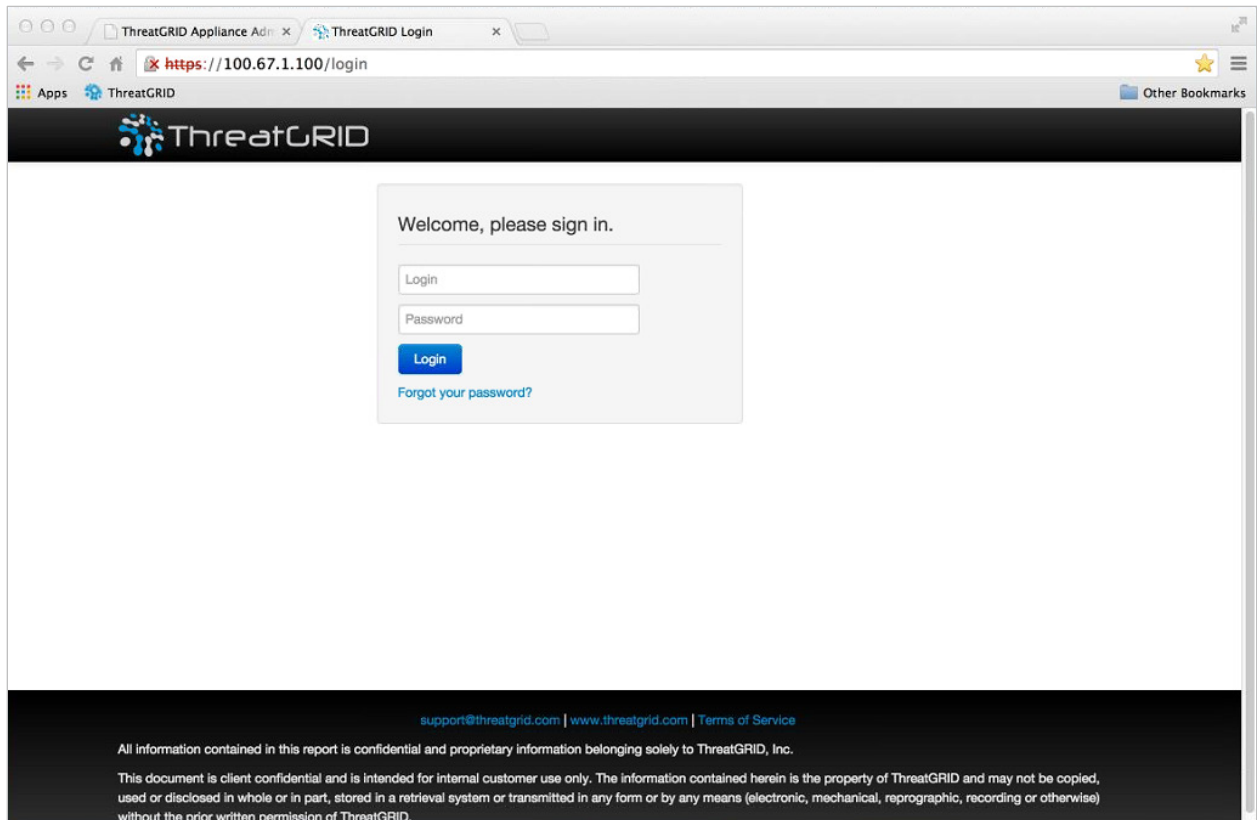 ThreatGRID Appliance Adn
ThreatGRID Login
https://100.67.1.100/login
Apps
ThreatGRID
Other Bookmarks
ThreatGRID
Welcome, please sign in.
Login
Password
Login
Forgot your password?
support@threatgrid.com | www.threatgrid.com | Terms of Service
All information contained in this report is confidential and proprietary information belonging solely to ThreatGRID, Inc.
This document is client confidential and is intended for internal customer use only. The information contained herein is the property of ThreatGRID and may not be copied,
used or disclosed in whole or in part, stored in a retrieval system or transmitted in any form or by any means (electronic, mechanical, reprographic, recording or otherwise)
without the prior written permission of ThreatGRID.